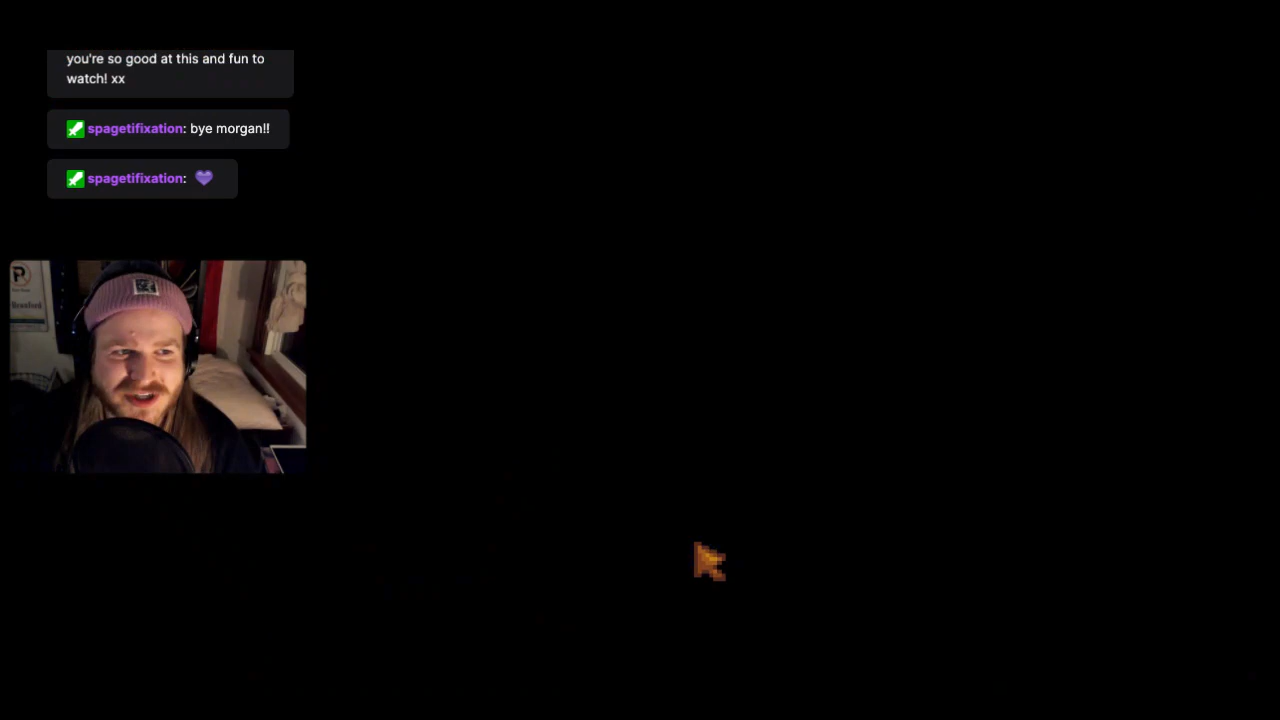 you're so good at this and fun to
watch! xx
spagetifixation: bye morgan!!
spagetifixation: 💜